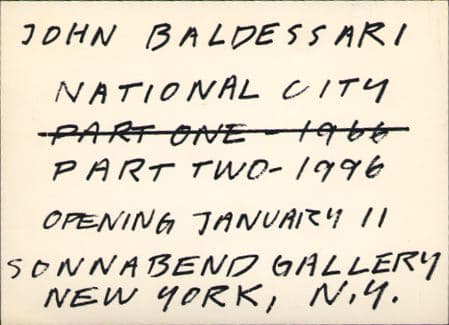 JOHN BALDESSARI
NATIONAL CITY
PART ONE - 1966
PART TWO - 1996
OPENING JANUARY 11
SONNABEND GALLERY
NEW YORK, N.Y.